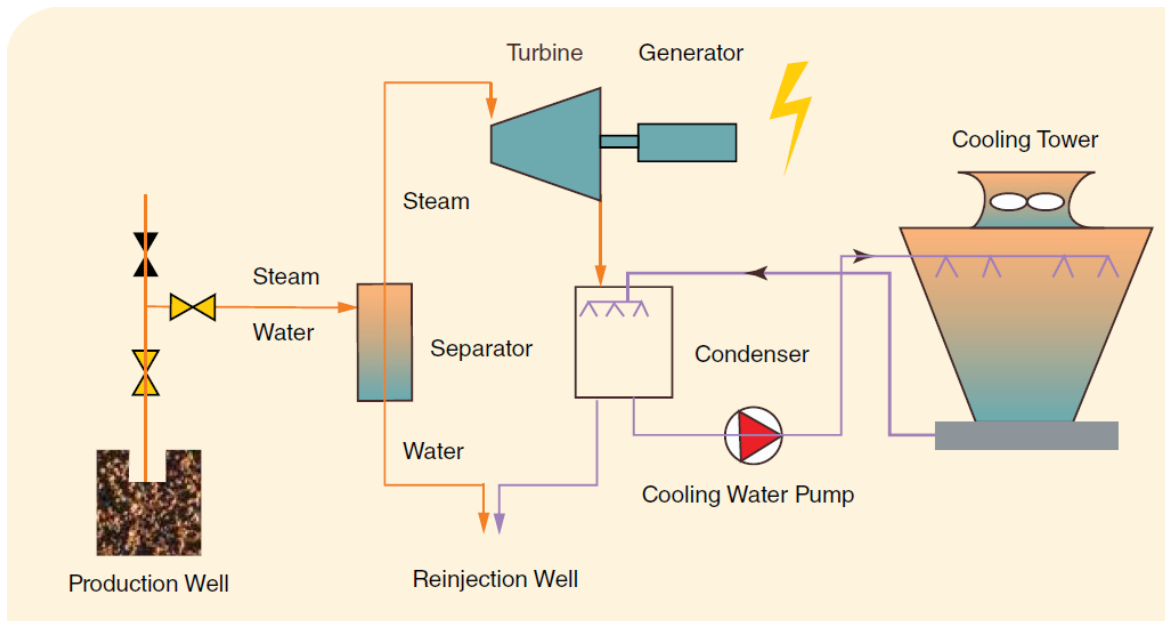 Turbine
Generator
Cooling Tower
Steam
Steam
Water
Separator
Condenser
Water
Cooling Water Pump
Production Well
Reinjection Well